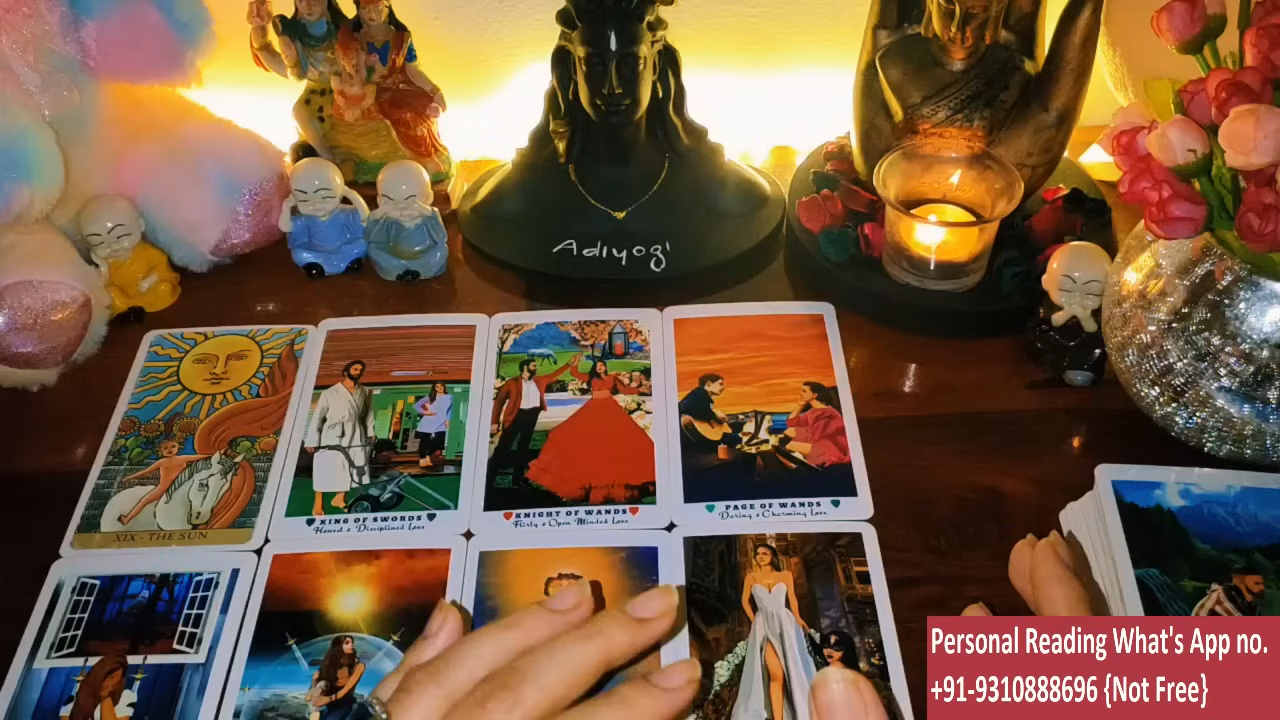 Adiyogi
XIX - THE SUN
KING OF SWORDS
Honest & Disciplined Love
KNIGHT OF WANDS
Flirty & Open Minded Love
PAGE OF WANDS
Daring & Charming Love
Personal Reading What's App no.
+91-9310888696 {Not Free}